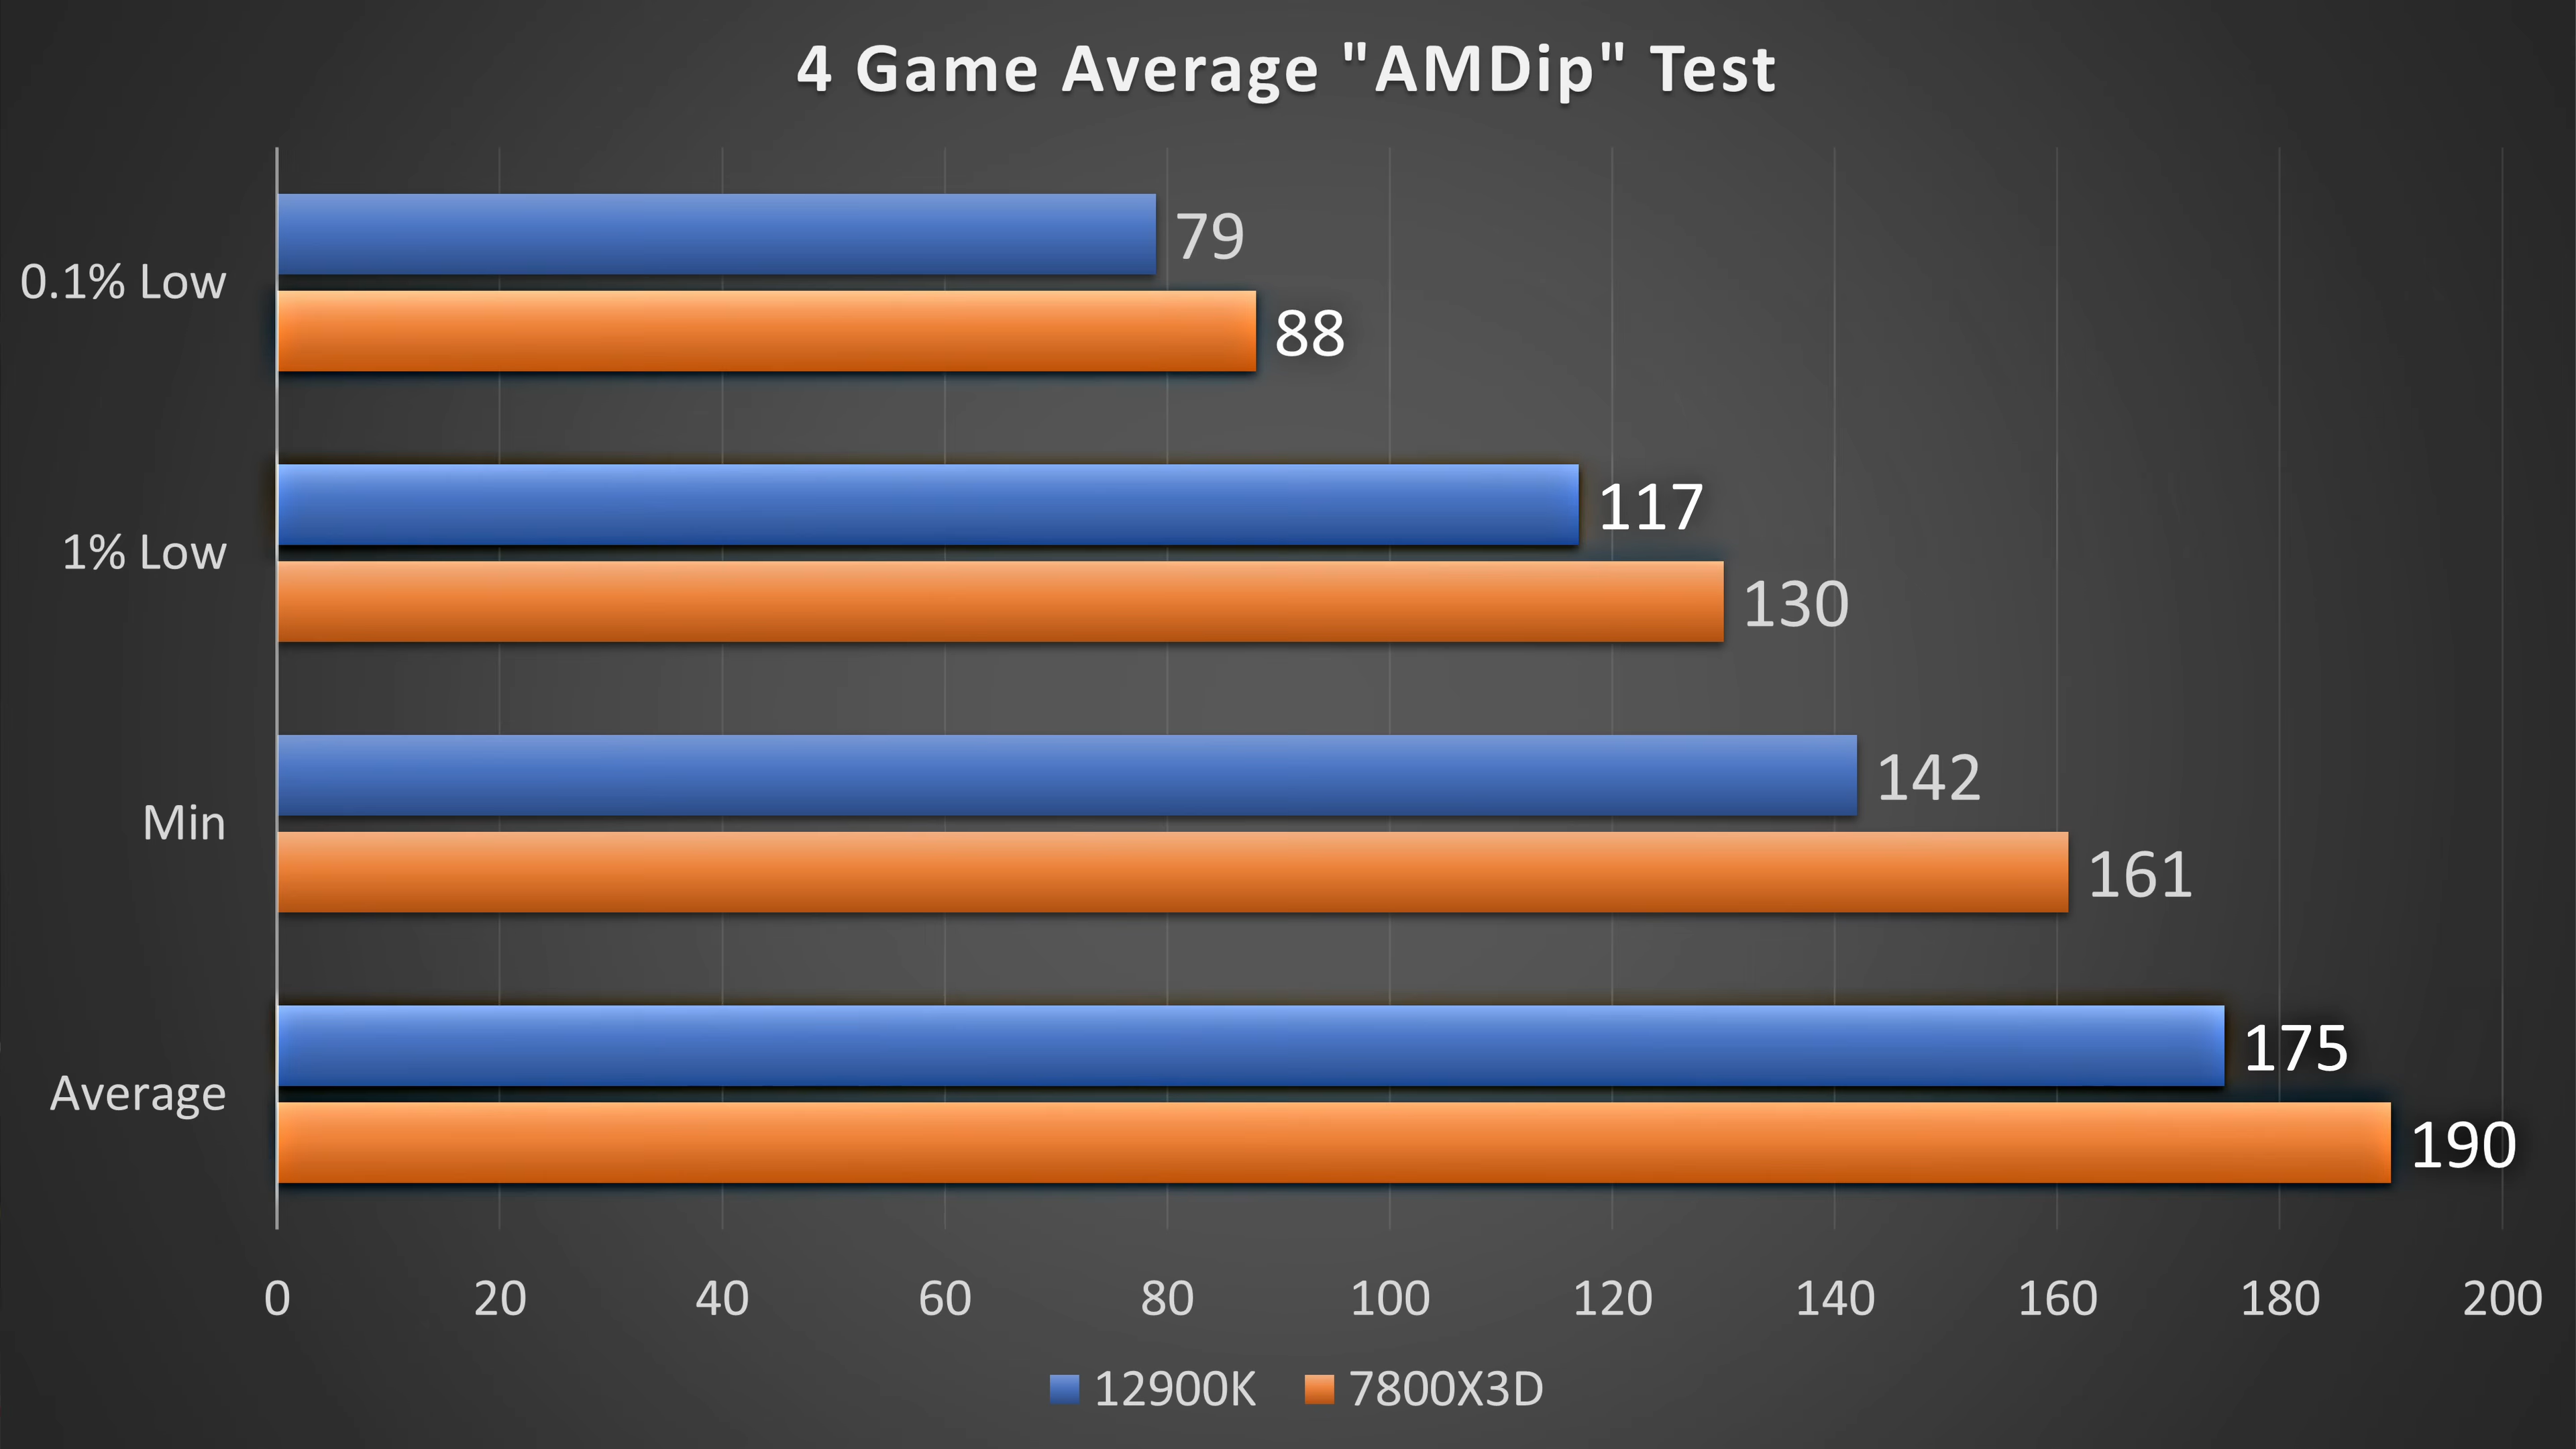 4 Game Average "AMDip" Test
0.1% Low
79
88
1% Low
117
130
Min
142
161
Average
175
190
0 20 40 60 80 100 120 140 160 180 200
12900K 7800X3D